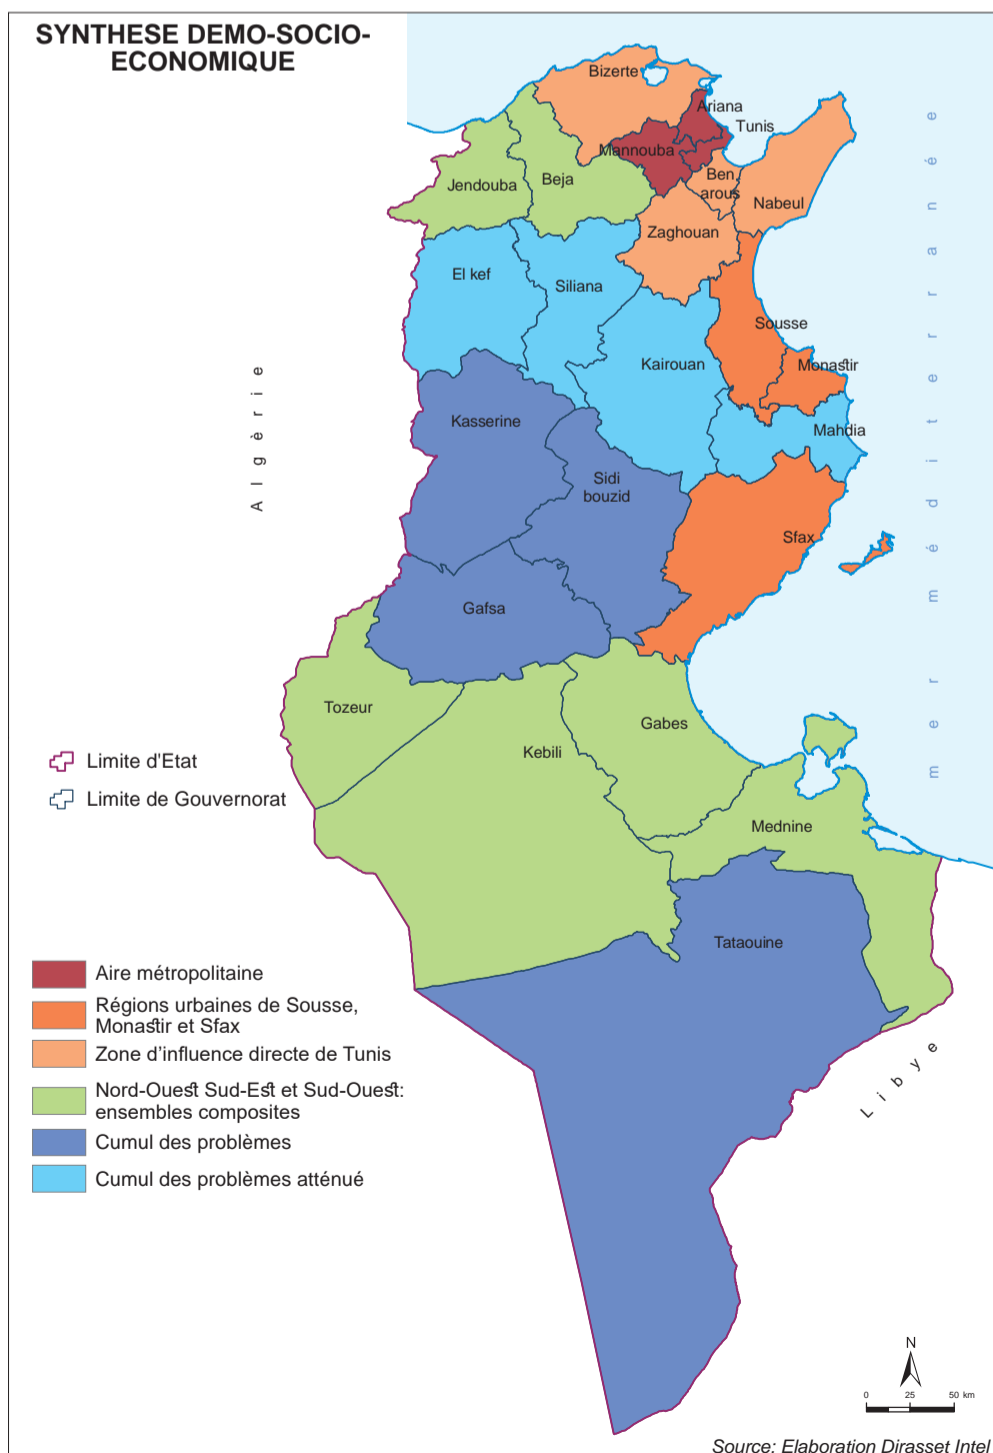 SYNTHESE DEMO-SOCIO-
ECONOMIQUE
Bizerte
Ariana
Tunis
Mannouba
Ben
arous
Nabeul
Jendouba
Beja
Zaghouan
El kef
Siliana
Sousse
Kairouan
Monastir
Mahdia
Kasserine
Sidi
bouzid
Sfax
Gafsa
Tozeur
Kebili
Gabes
Mednine
Tataouine
Algèrie
mer méditerranée
Libye
Limite d'Etat
Limite de Gouvernorat
Aire métropolitaine
Régions urbaines de Sousse,
Monastir et Sfax
Zone d'influence directe de Tunis
Nord-Ouest Sud-Est et Sud-Ouest:
ensembles composites
Cumul des problèmes
Cumul des problèmes atténué
N
0 25 50 km
Source: Elaboration Dirasset Intel